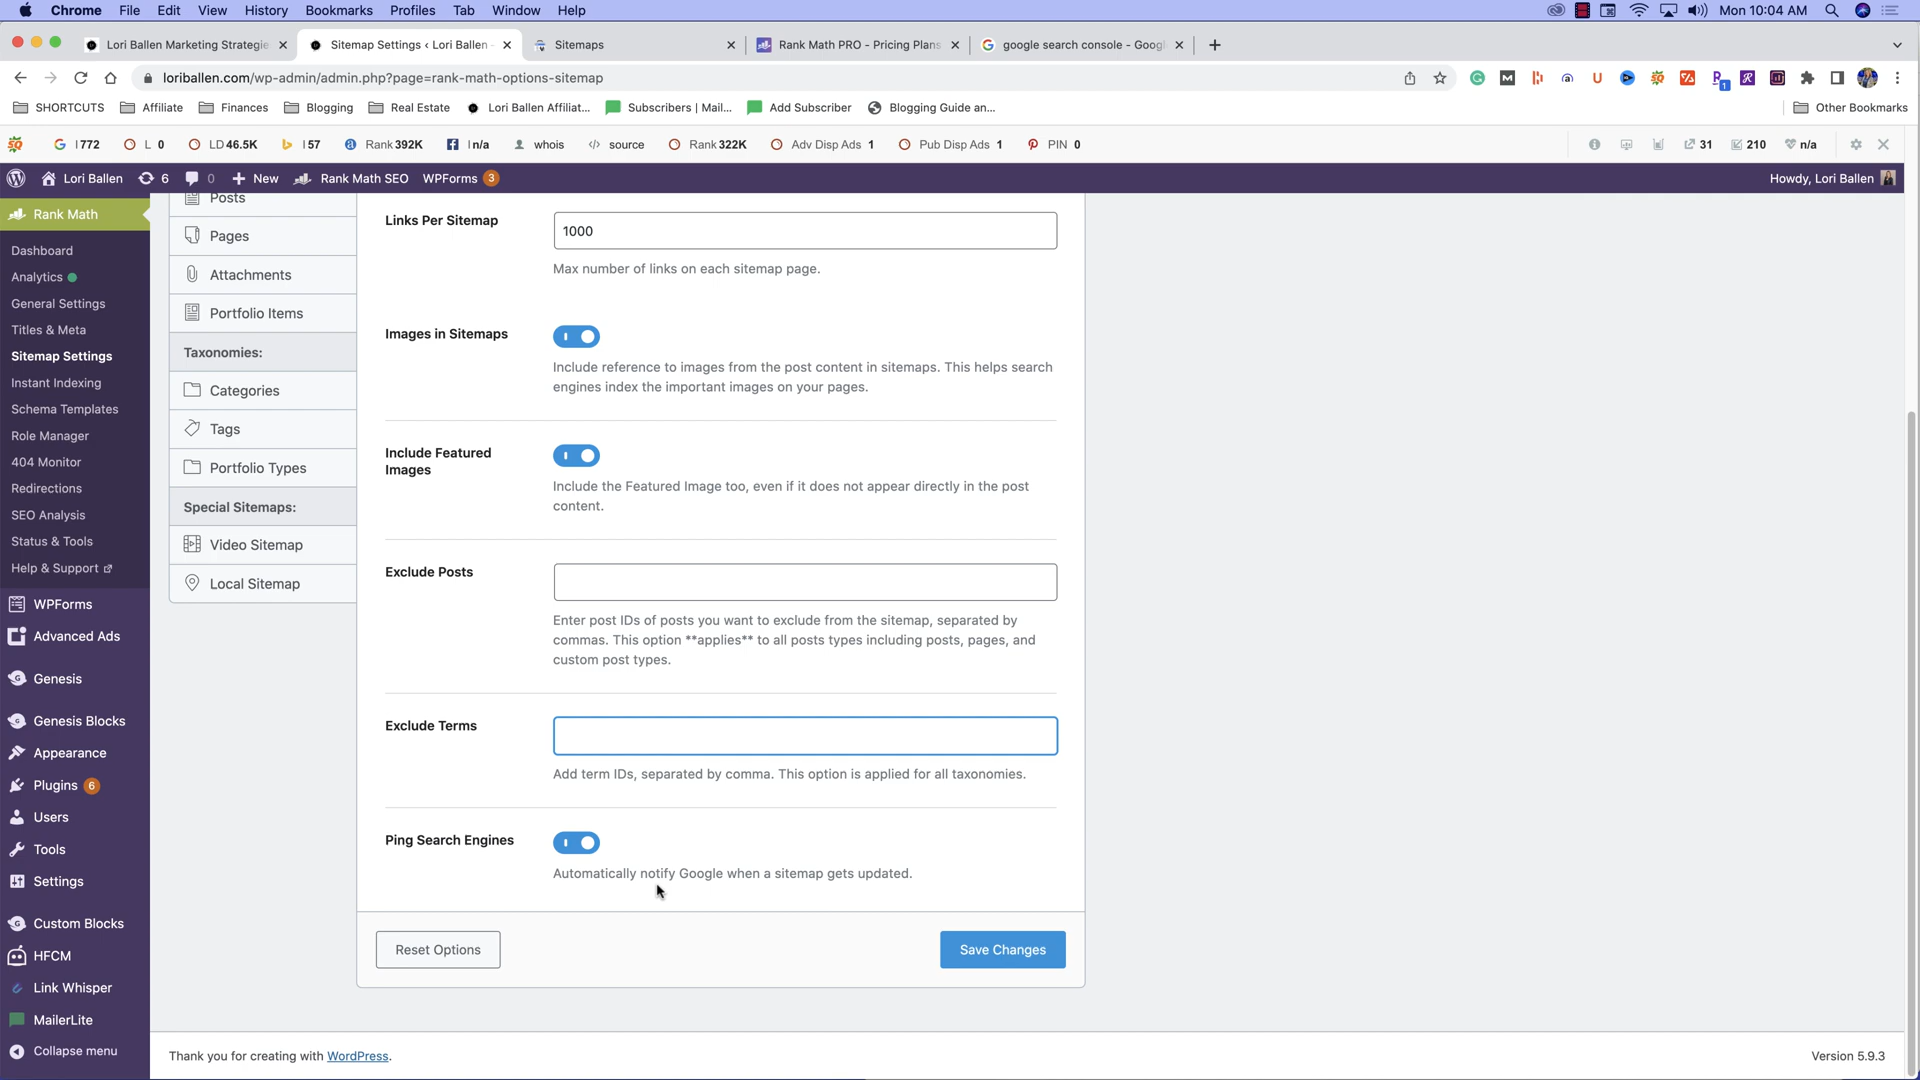 Chrome File Edit View History Bookmarks Profiles Tab Window Help
Mon 10:04 AM
Lori Ballen Marketing Strategie
Sitemap Settings ‹ Lori Ballen -
Sitemaps
Rank Math PRO - Pricing Plans
google search console - Googl
loriballen.com/wp-admin/admin.php?page=rank-math-options-sitemap
SHORTCUTS Affiliate Finances Blogging Real Estate Lori Ballen Affiliat... Subscribers | Mail... Add Subscriber Blogging Guide an... Other Bookmarks
I 772 L 0 LD 46.5K I 57 Rank 392K I n/a whois source Rank 322K Adv Disp Ads 1 Pub Disp Ads 1 PIN 0 31 210 n/a
Lori Ballen 6 0 New Rank Math SEO WPForms 3 Howdy, Lori Ballen
Rank Math
Dashboard
Analytics
General Settings
Titles & Meta
Sitemap Settings
Instant Indexing
Schema Templates
Role Manager
404 Monitor
Redirections
SEO Analysis
Status & Tools
Help & Support
WPForms
Advanced Ads
Genesis
Genesis Blocks
Appearance
Plugins 6
Users
Tools
Settings
Custom Blocks
HFCM
Link Whisper
MailerLite
Collapse menu
Posts
Pages
Attachments
Portfolio Items
Taxonomies:
Categories
Tags
Portfolio Types
Special Sitemaps:
Video Sitemap
Local Sitemap
Links Per Sitemap
1000
Max number of links on each sitemap page.
Images in Sitemaps
Include reference to images from the post content in sitemaps. This helps search
engines index the important images on your pages.
Include Featured
Images
Include the Featured Image too, even if it does not appear directly in the post
content.
Exclude Posts
Enter post IDs of posts you want to exclude from the sitemap, separated by
commas. This option **applies** to all posts types including posts, pages, and
custom post types.
Exclude Terms
Add term IDs, separated by comma. This option is applied for all taxonomies.
Ping Search Engines
Automatically notify Google when a sitemap gets updated.
Reset Options
Save Changes
Thank you for creating with WordPress.
Version 5.9.3